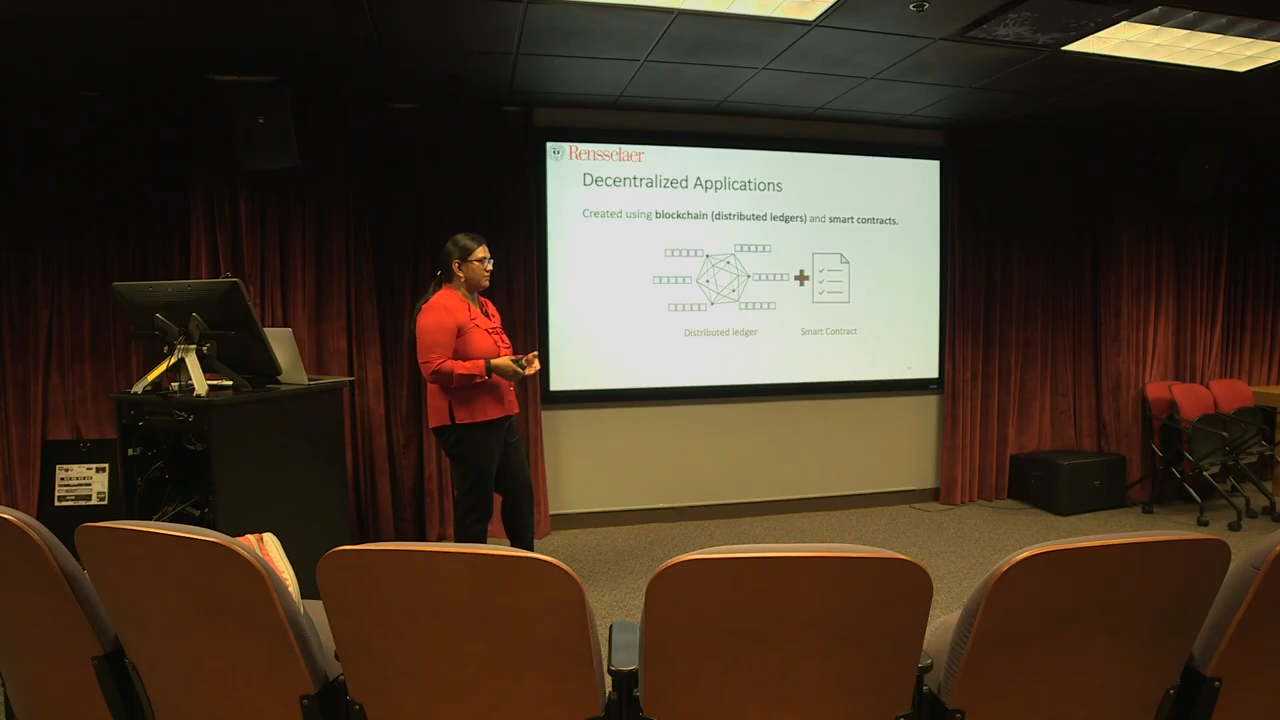 Rensselaer
Decentralized Applications
Created using blockchain (distributed ledgers) and smart contracts.
Distributed ledger
Smart Contract